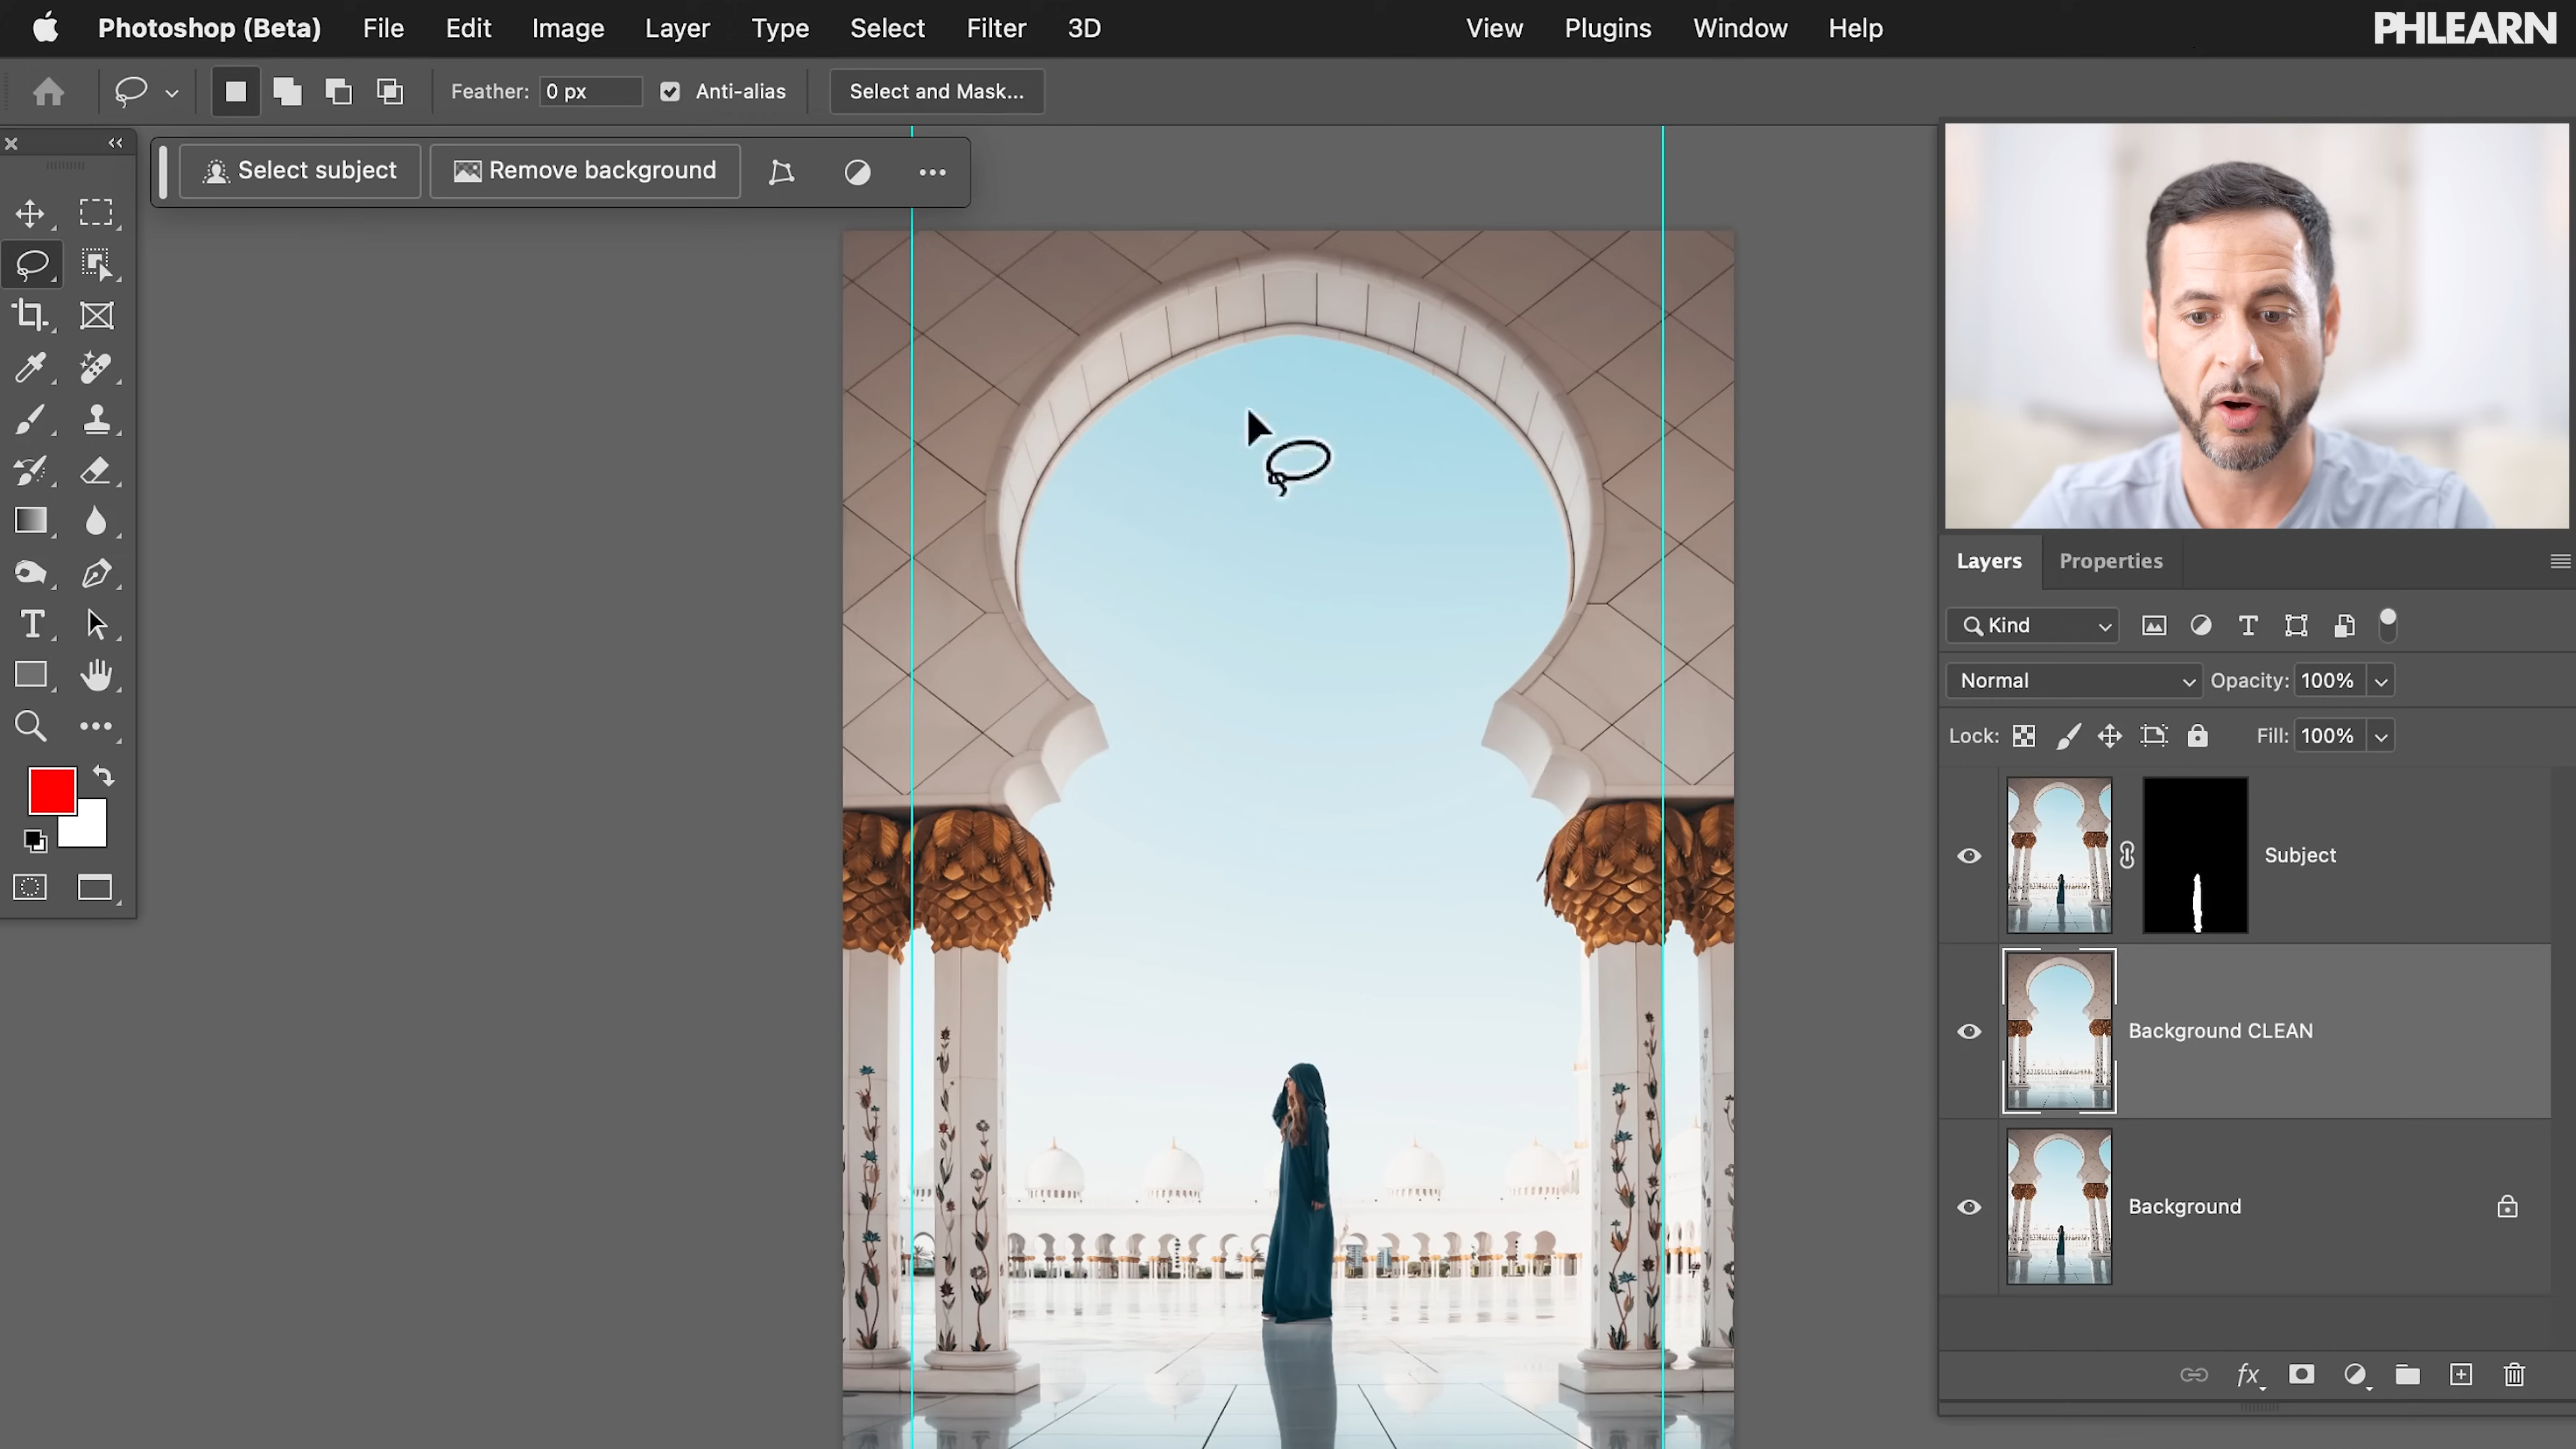 Photoshop (Beta) File Edit Image Layer Type Select Filter 3D View Plugins Window Help PHLEARN
Feather: 0 px Anti-alias Select and Mask...
Select subject Remove background
Layers Properties
Kind
Normal Opacity: 100%
Lock: Fill: 100%
Subject
Background CLEAN
Background
fx